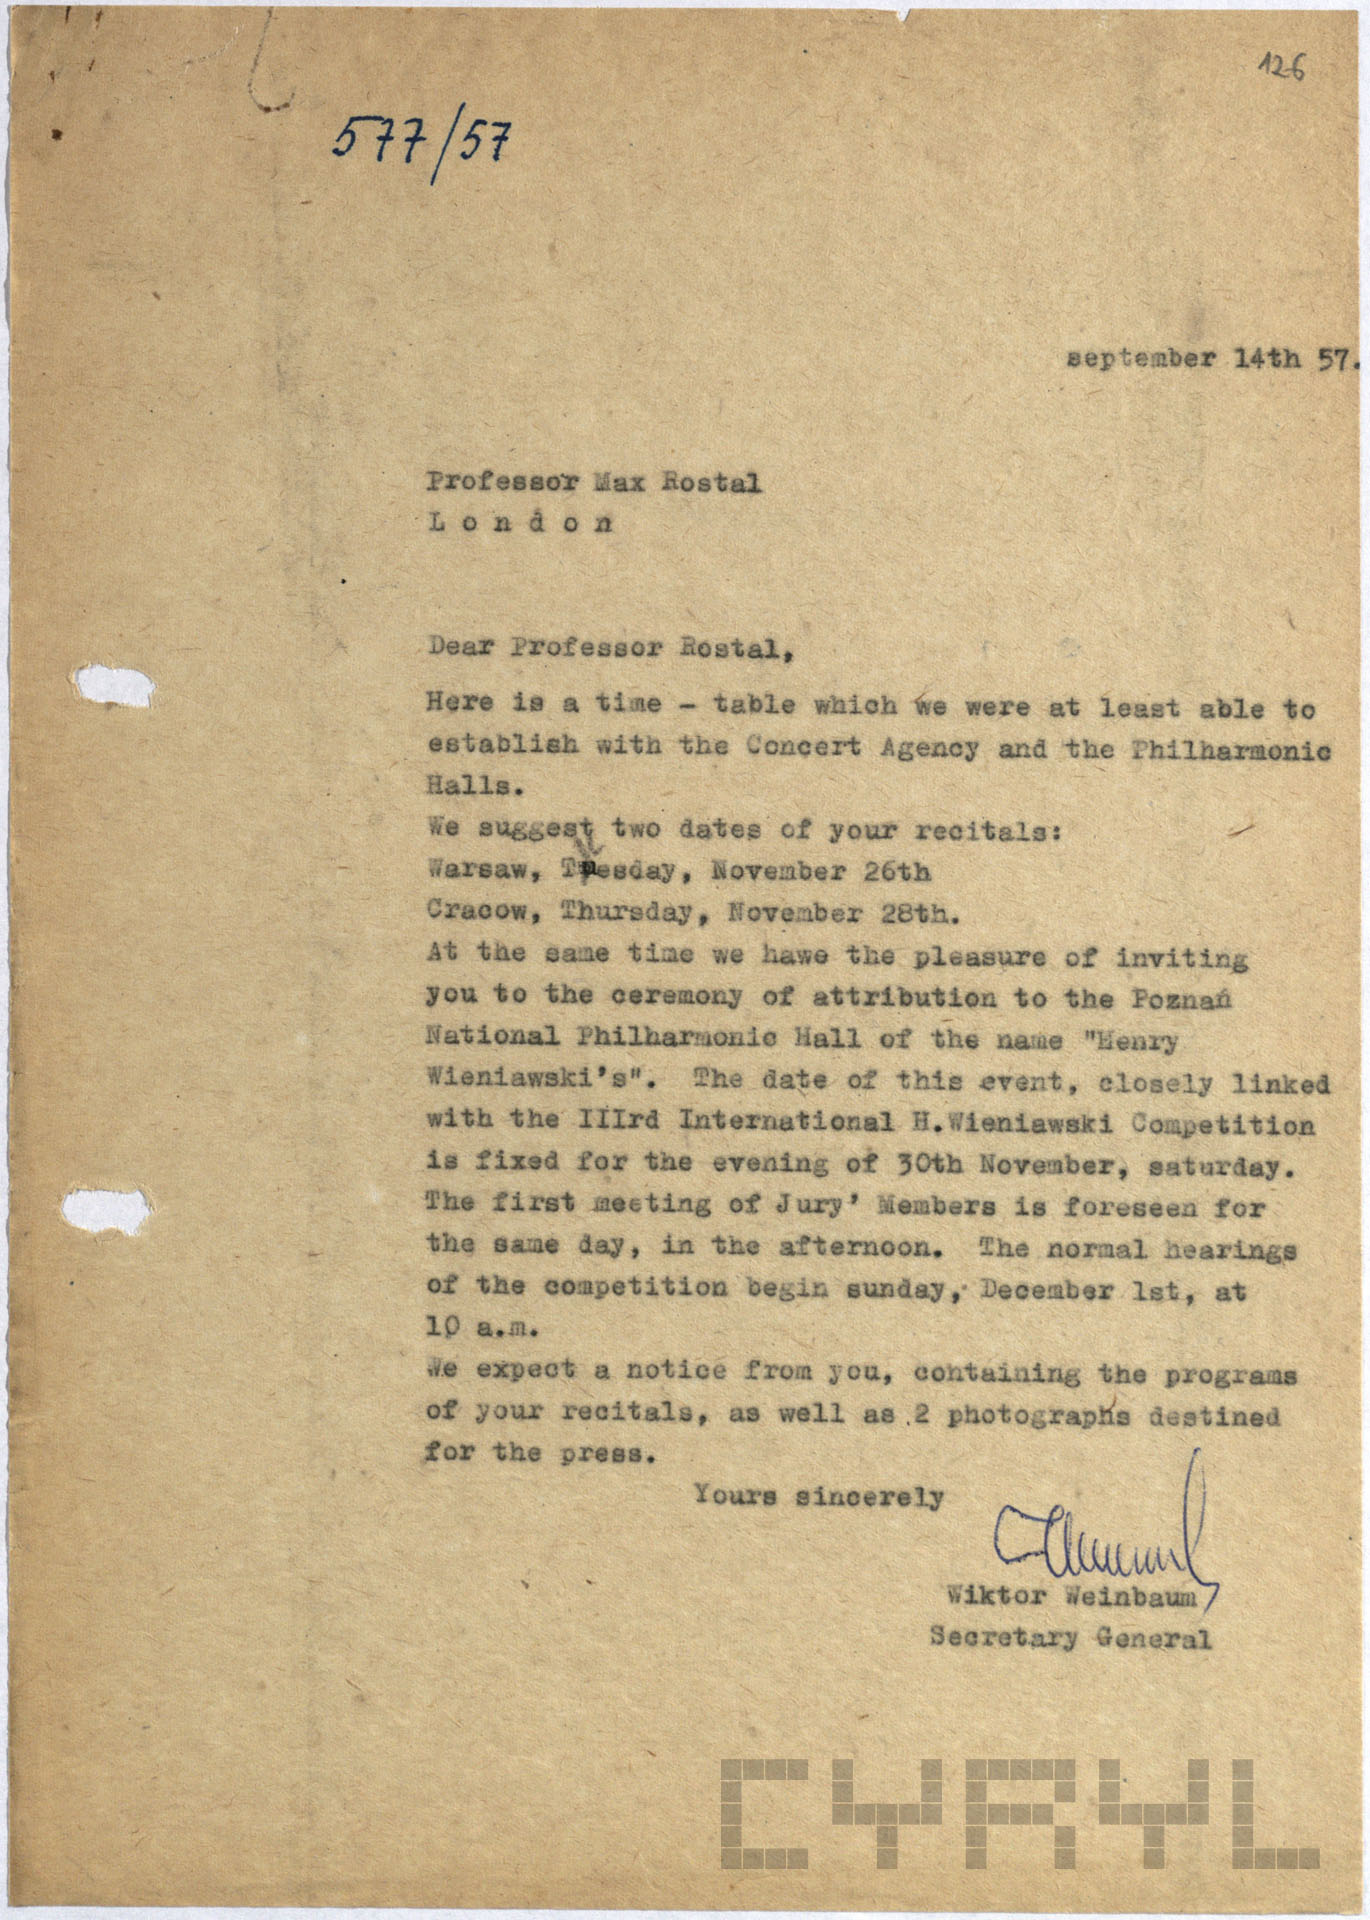 126
577/57
september 14th 57.
Professor Max Rostal
L o n d o n
Dear Professor Rostal,
Here is a time - table which we were at least able to
establish with the Concert Agency and the Philharmonic
Halls.
We suggest two dates of your recitals:
Warsaw, Tuesday, November 26th
Cracow, Thursday, November 28th.
At the same time we hawe the pleasure of inviting
you to the ceremony of attribution to the Poznań
National Philharmonic Hall of the name "Henry
Wieniawski's". The date of this event, closely linked
with the IIIrd International H.Wieniawski Competition
is fixed for the evening of 30th November, saturday.
The first meeting of Jury' Members is foreseen for
the same day, in the afternoon. The normal hearings
of the competition begin sunday, December 1st, at
10 a.m.
We expect a notice from you, containing the programs
of your recitals, as well as 2 photographs destined
for the press.
Yours sincerely
Wiktor Weinbaum
Secretary General
CYRYL